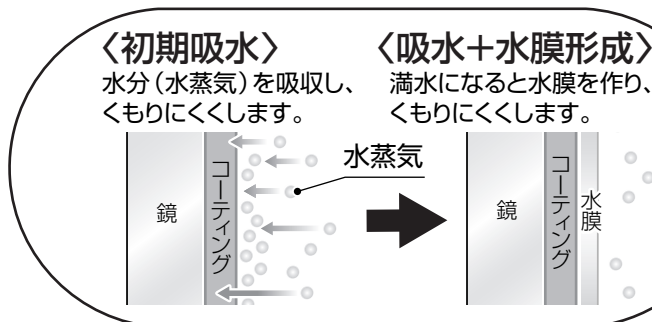 〈初期吸水〉
水分（水蒸気）を吸収し、
くもりにくくします。
水蒸気
鏡
コーティング
〈吸水＋水膜形成〉
満水になると水膜を作り、
くもりにくくします。
鏡
コーティング
水膜